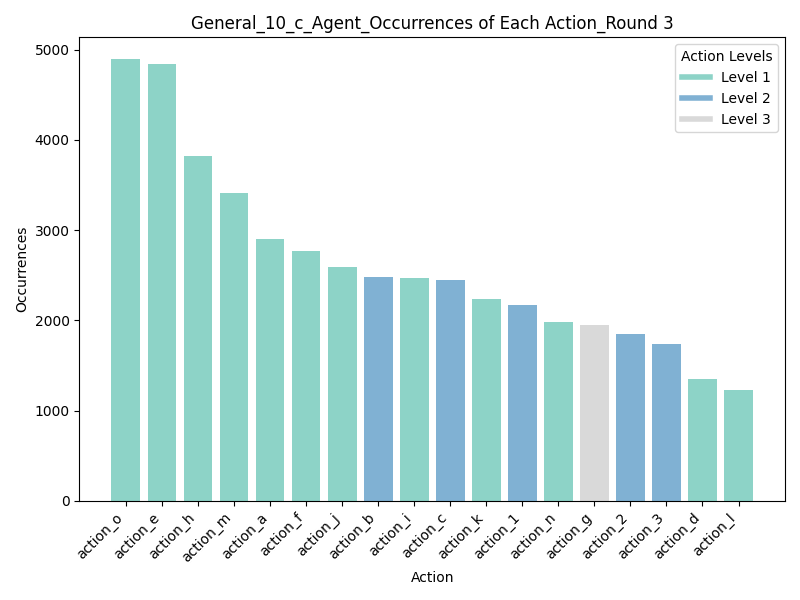 General_10_c_Agent_Occurrences of Each Action_Round 3
Action Levels
Level 1
Level 2
Level 3
Occurrences
5000
4000
3000
2000
1000
0
action_o
action_e
action_h
action_m
action_a
action_f
action_j
action_b
action_i
action_c
action_k
action_1
action_n
action_g
action_2
action_3
action_d
action_l
Action